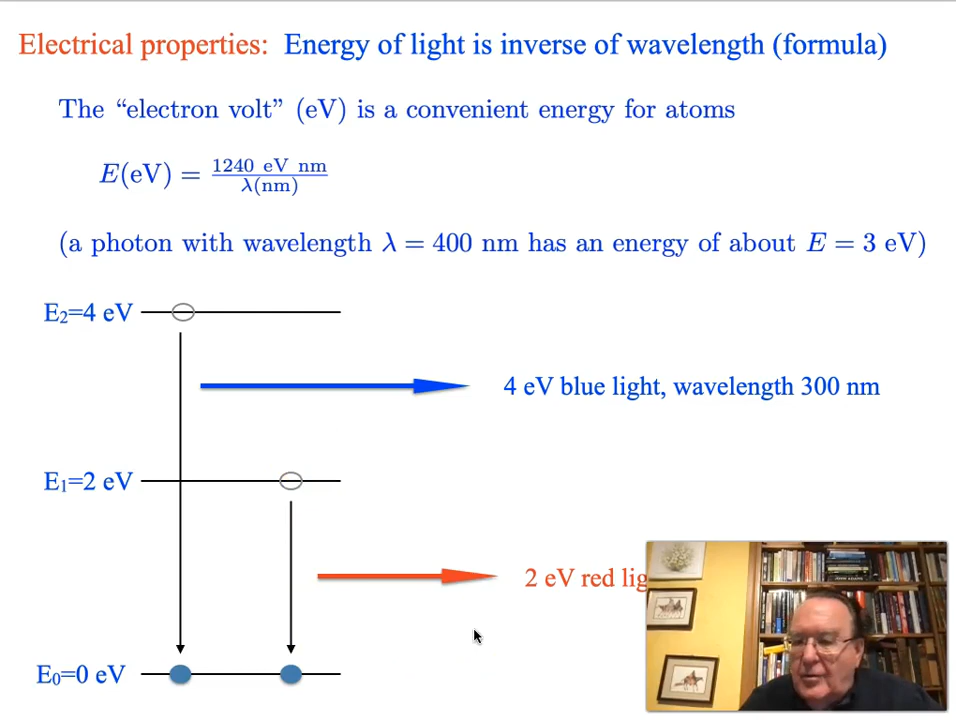 Electrical properties: Energy of light is inverse of wavelength (formula)
The “electron volt” (eV) is a convenient energy for atoms
E(eV) = 1240 eV nm / λ(nm)
(a photon with wavelength λ = 400 nm has an energy of about E = 3 eV)
E₂=4 eV
4 eV blue light, wavelength 300 nm
E₁=2 eV
2 eV red lig
E₀=0 eV